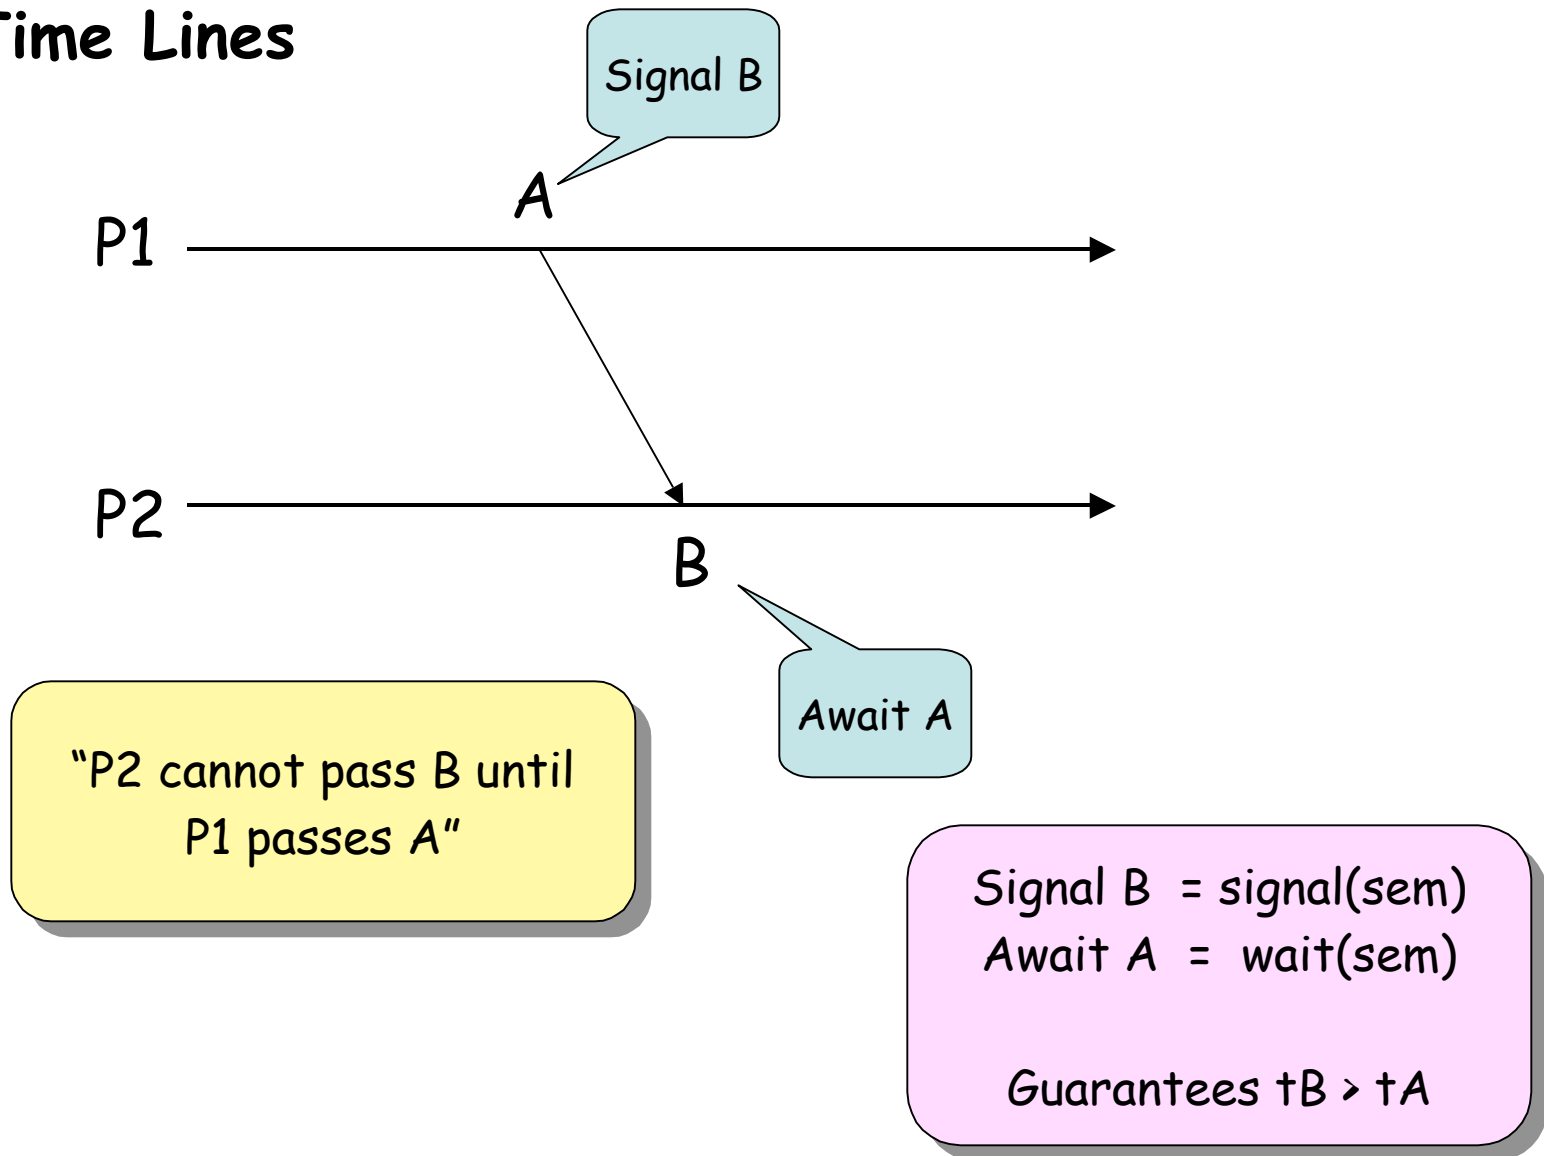 Time Lines
Signal B
A
P1
P2
B
Await A
“P2 cannot pass B until
P1 passes A”
Signal B = signal(sem)
Await A = wait(sem)
Guarantees tB > tA